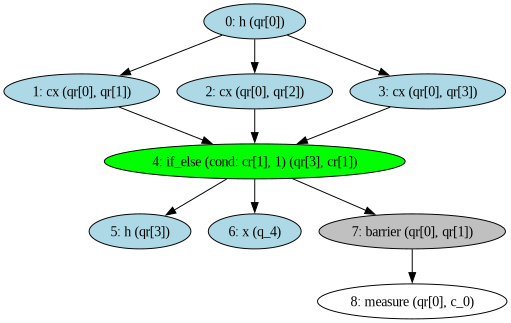 0: h (qr[0])
1: cx (qr[0], qr[1])
2: cx (qr[0], qr[2])
3: cx (qr[0], qr[3])
4: if_else (cond: cr[1], 1) (qr[3], cr[1])
5: h (qr[3])
6: x (q_4)
7: barrier (qr[0], qr[1])
8: measure (qr[0], c_0)